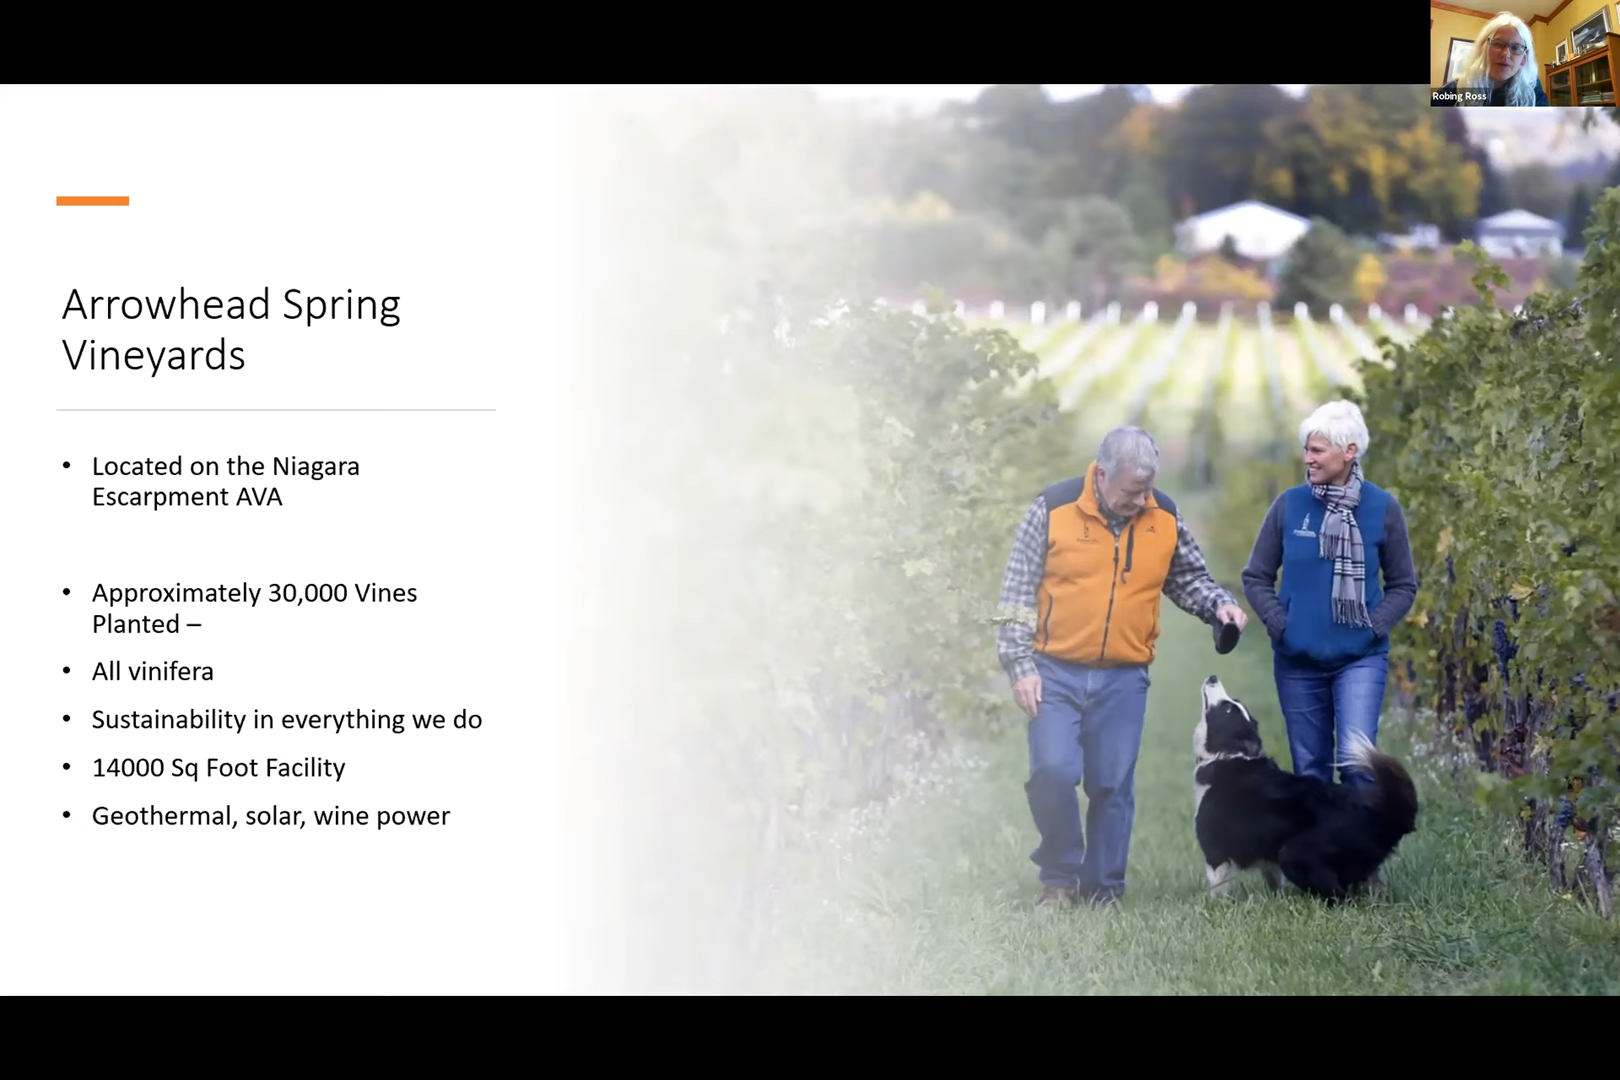 Robing Ross
Arrowhead Spring
Vineyards
• Located on the Niagara
Escarpment AVA
• Approximately 30,000 Vines
Planted –
• All vinifera
• Sustainability in everything we do
• 14000 Sq Foot Facility
• Geothermal, solar, wine power